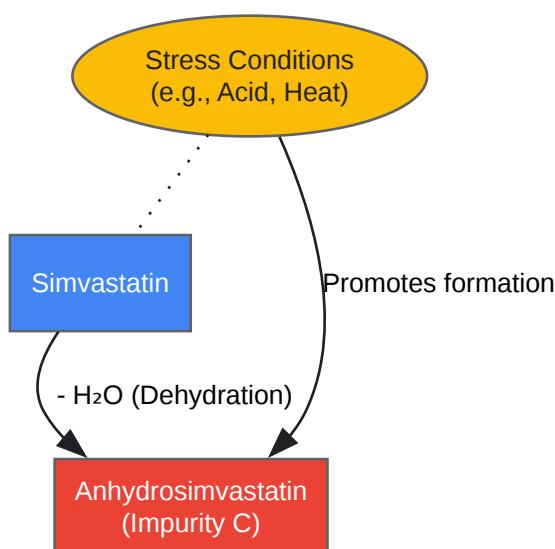 Stress Conditions
(e.g., Acid, Heat)
Simvastatin
Promotes formation
- H₂O (Dehydration)
Anhydrosimvastatin
(Impurity C)